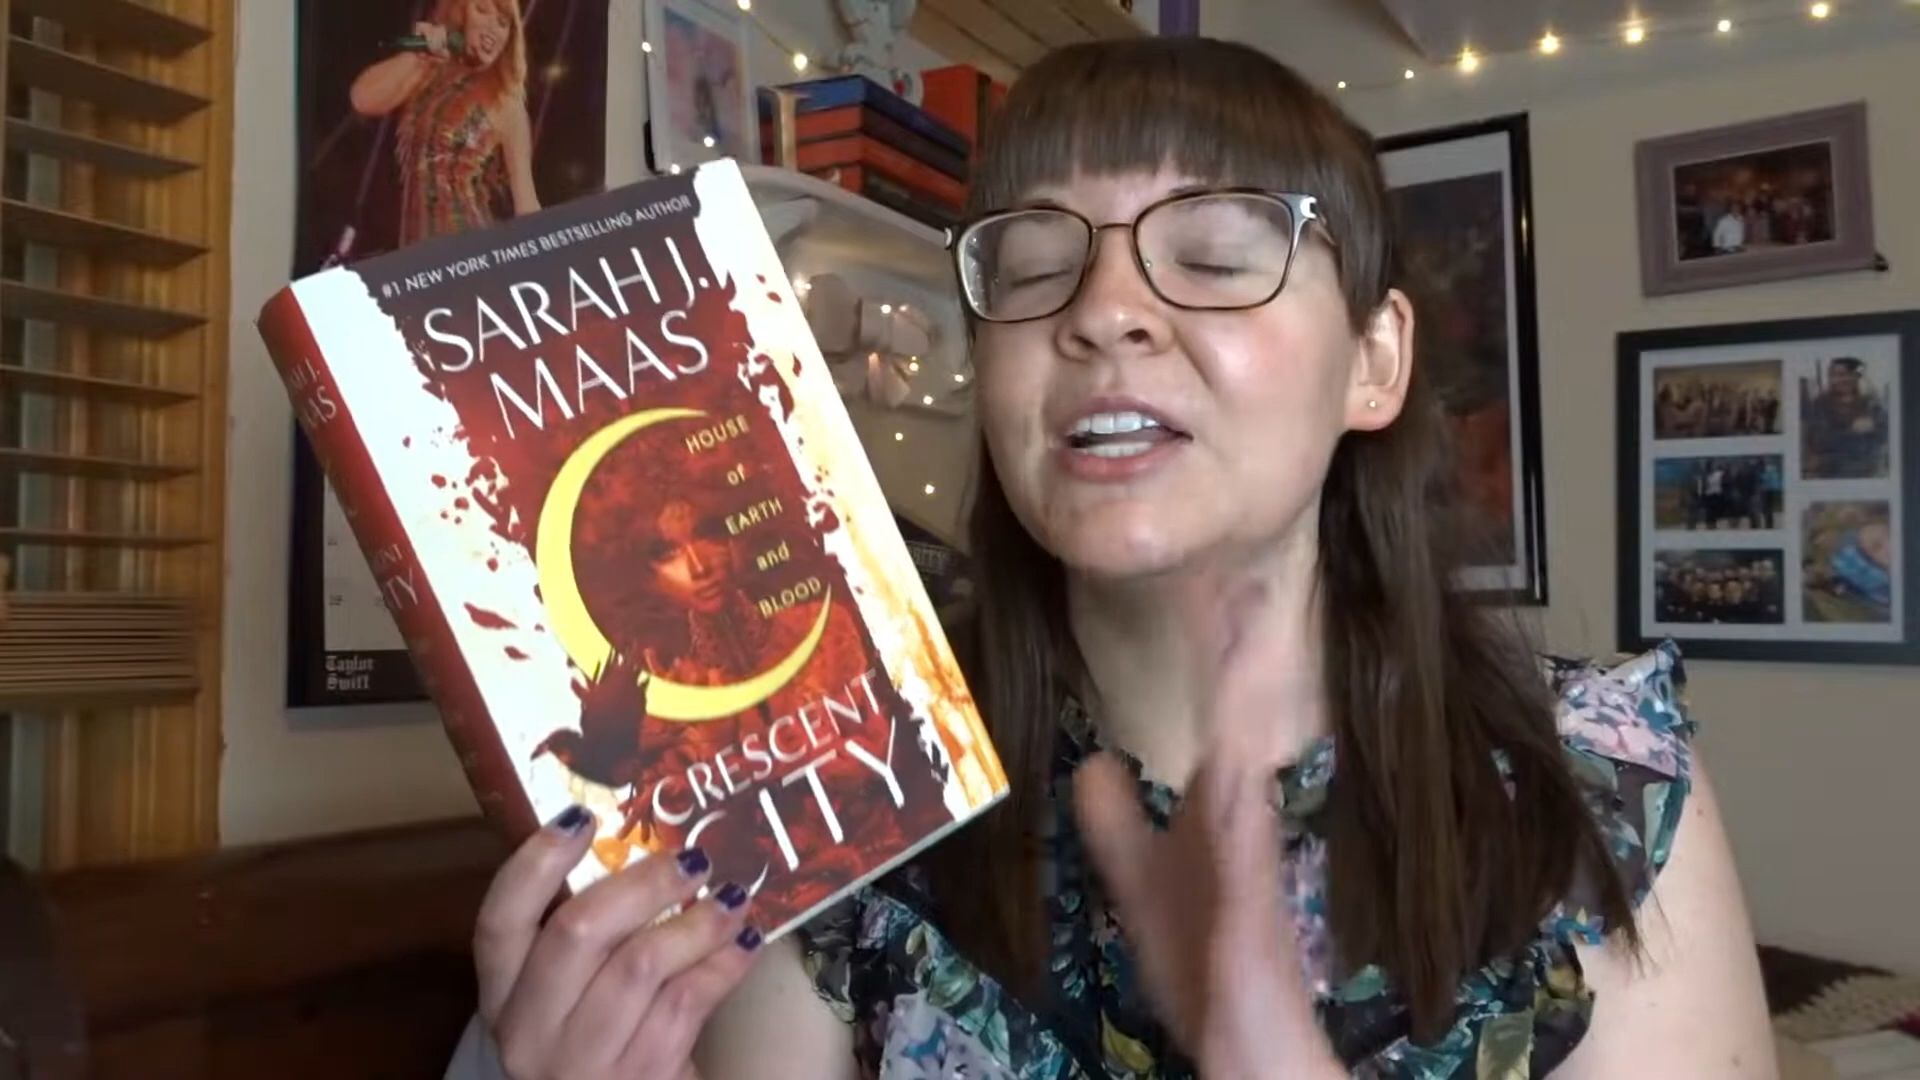 #1 NEW YORK TIMES BESTSELLING AUTHOR
SARAH J.
MAAS
HOUSE
of
EARTH
and
BLOOD
CRESCENT
CITY
Taylor
Swift